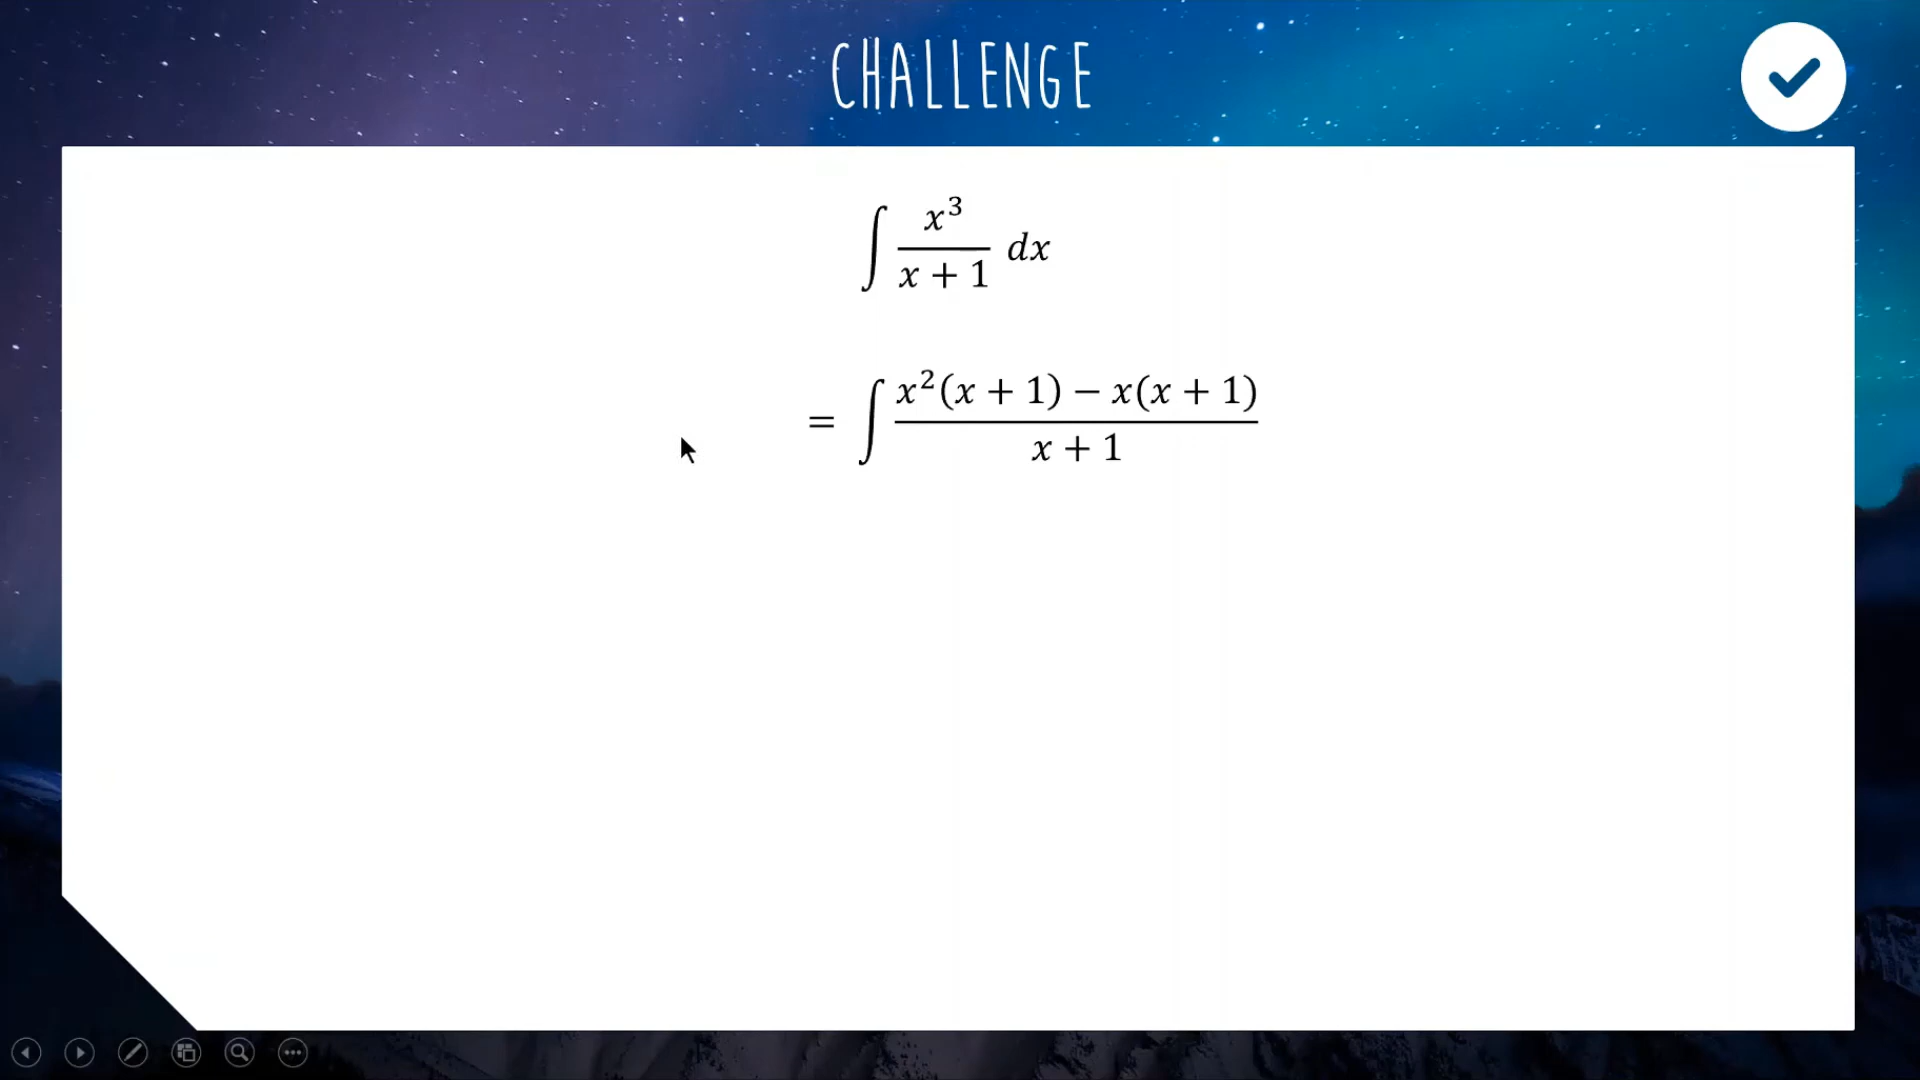 CHALLENGE
∫ x³/(x + 1) dx
= ∫ (x²(x + 1) − x(x + 1))/(x + 1)